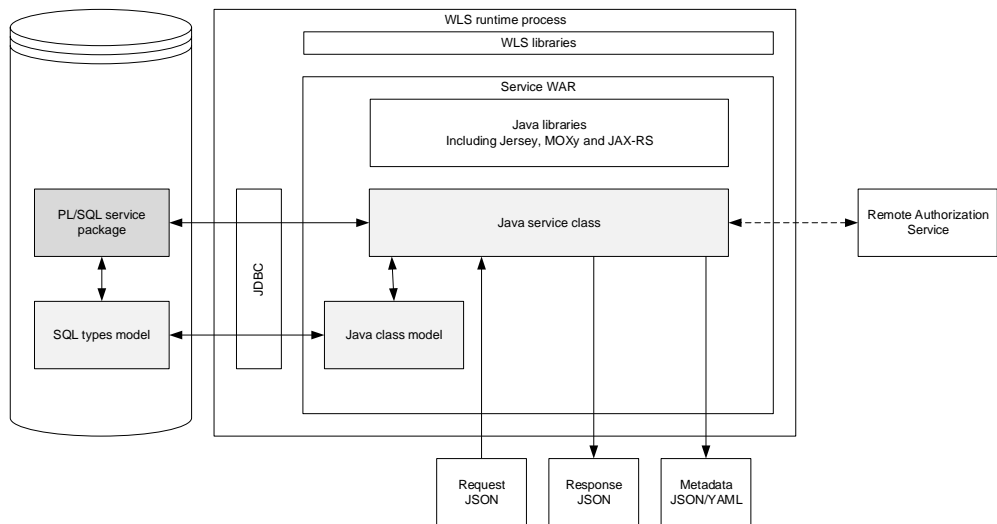 WLS runtime process
WLS libraries
Service WAR
Java libraries
Including Jersey, MOXy and JAX-RS
PL/SQL service
package
Java service class
Remote Authorization
Service
JDBC
SQL types model
Java class model
Request
JSON
Response
JSON
Metadata
JSON/YAML